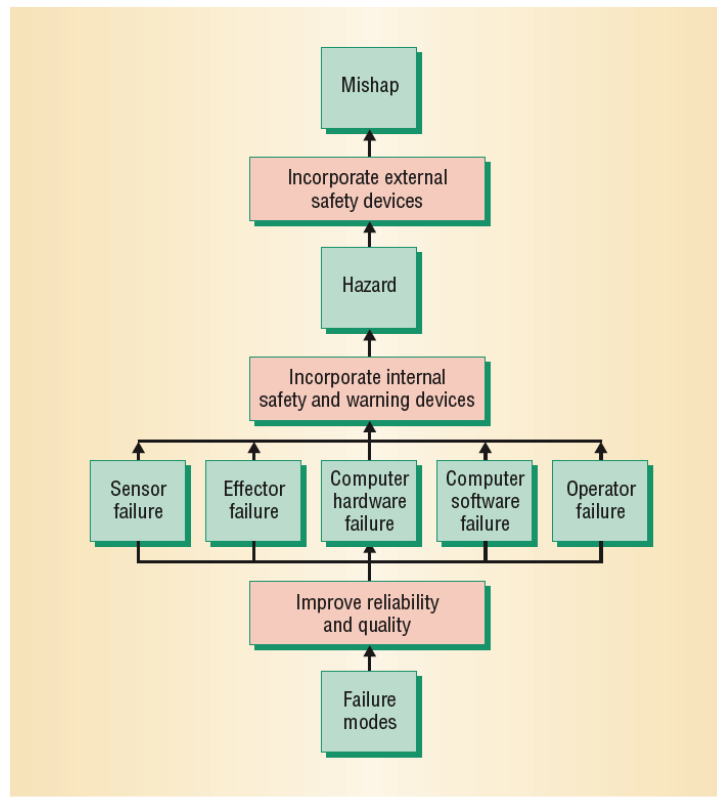 Mishap
Incorporate external
safety devices
Hazard
Incorporate internal
safety and warning devices
Sensor
failure
Effector
failure
Computer
hardware
failure
Computer
software
failure
Operator
failure
Improve reliability
and quality
Failure
modes